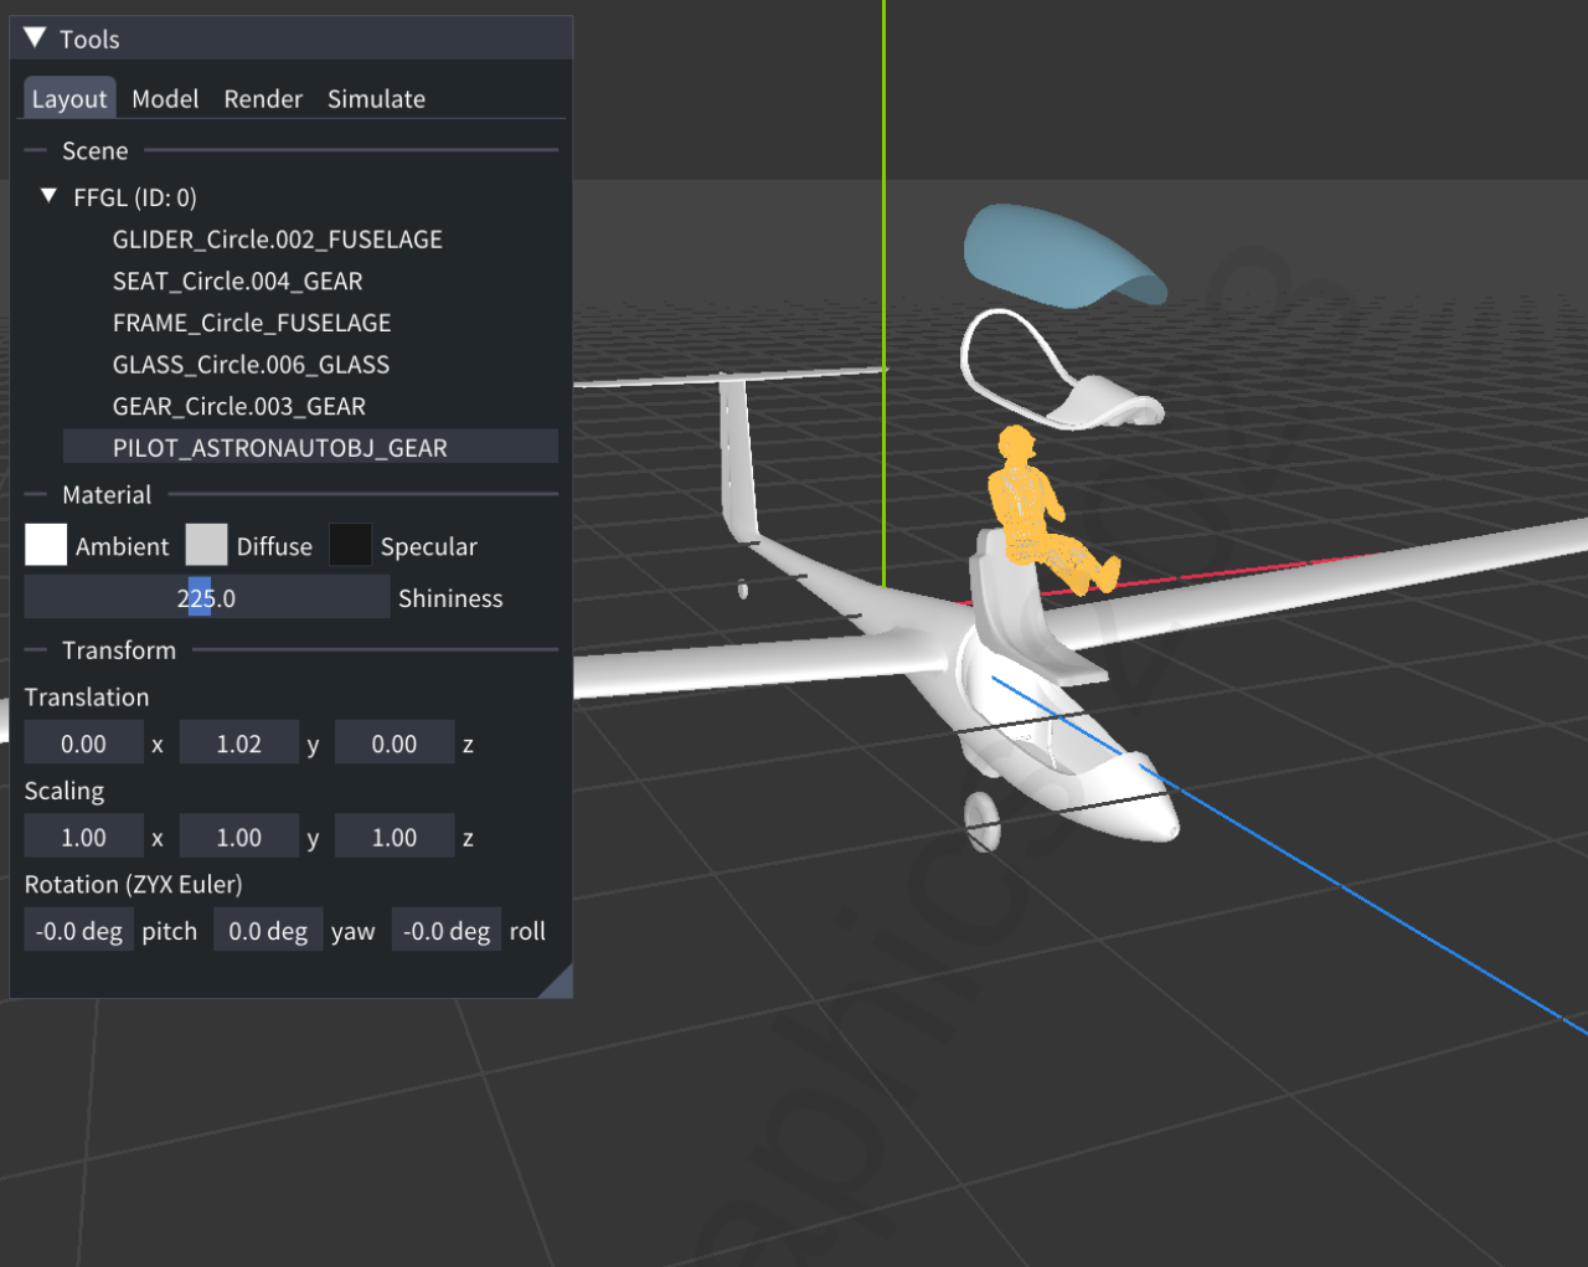 Tools
Layout Model Render Simulate
Scene
FFGL (ID: 0)
GLIDER_Circle.002_FUSELAGE
SEAT_Circle.004_GEAR
FRAME_Circle_FUSELAGE
GLASS_Circle.006_GLASS
GEAR_Circle.003_GEAR
PILOT_ASTRONAUTOBJ_GEAR
Material
Ambient Diffuse Specular
225.0 Shininess
Transform
Translation
0.00 x 1.02 y 0.00 z
Scaling
1.00 x 1.00 y 1.00 z
Rotation (ZYX Euler)
-0.0 deg pitch 0.0 deg yaw -0.0 deg roll